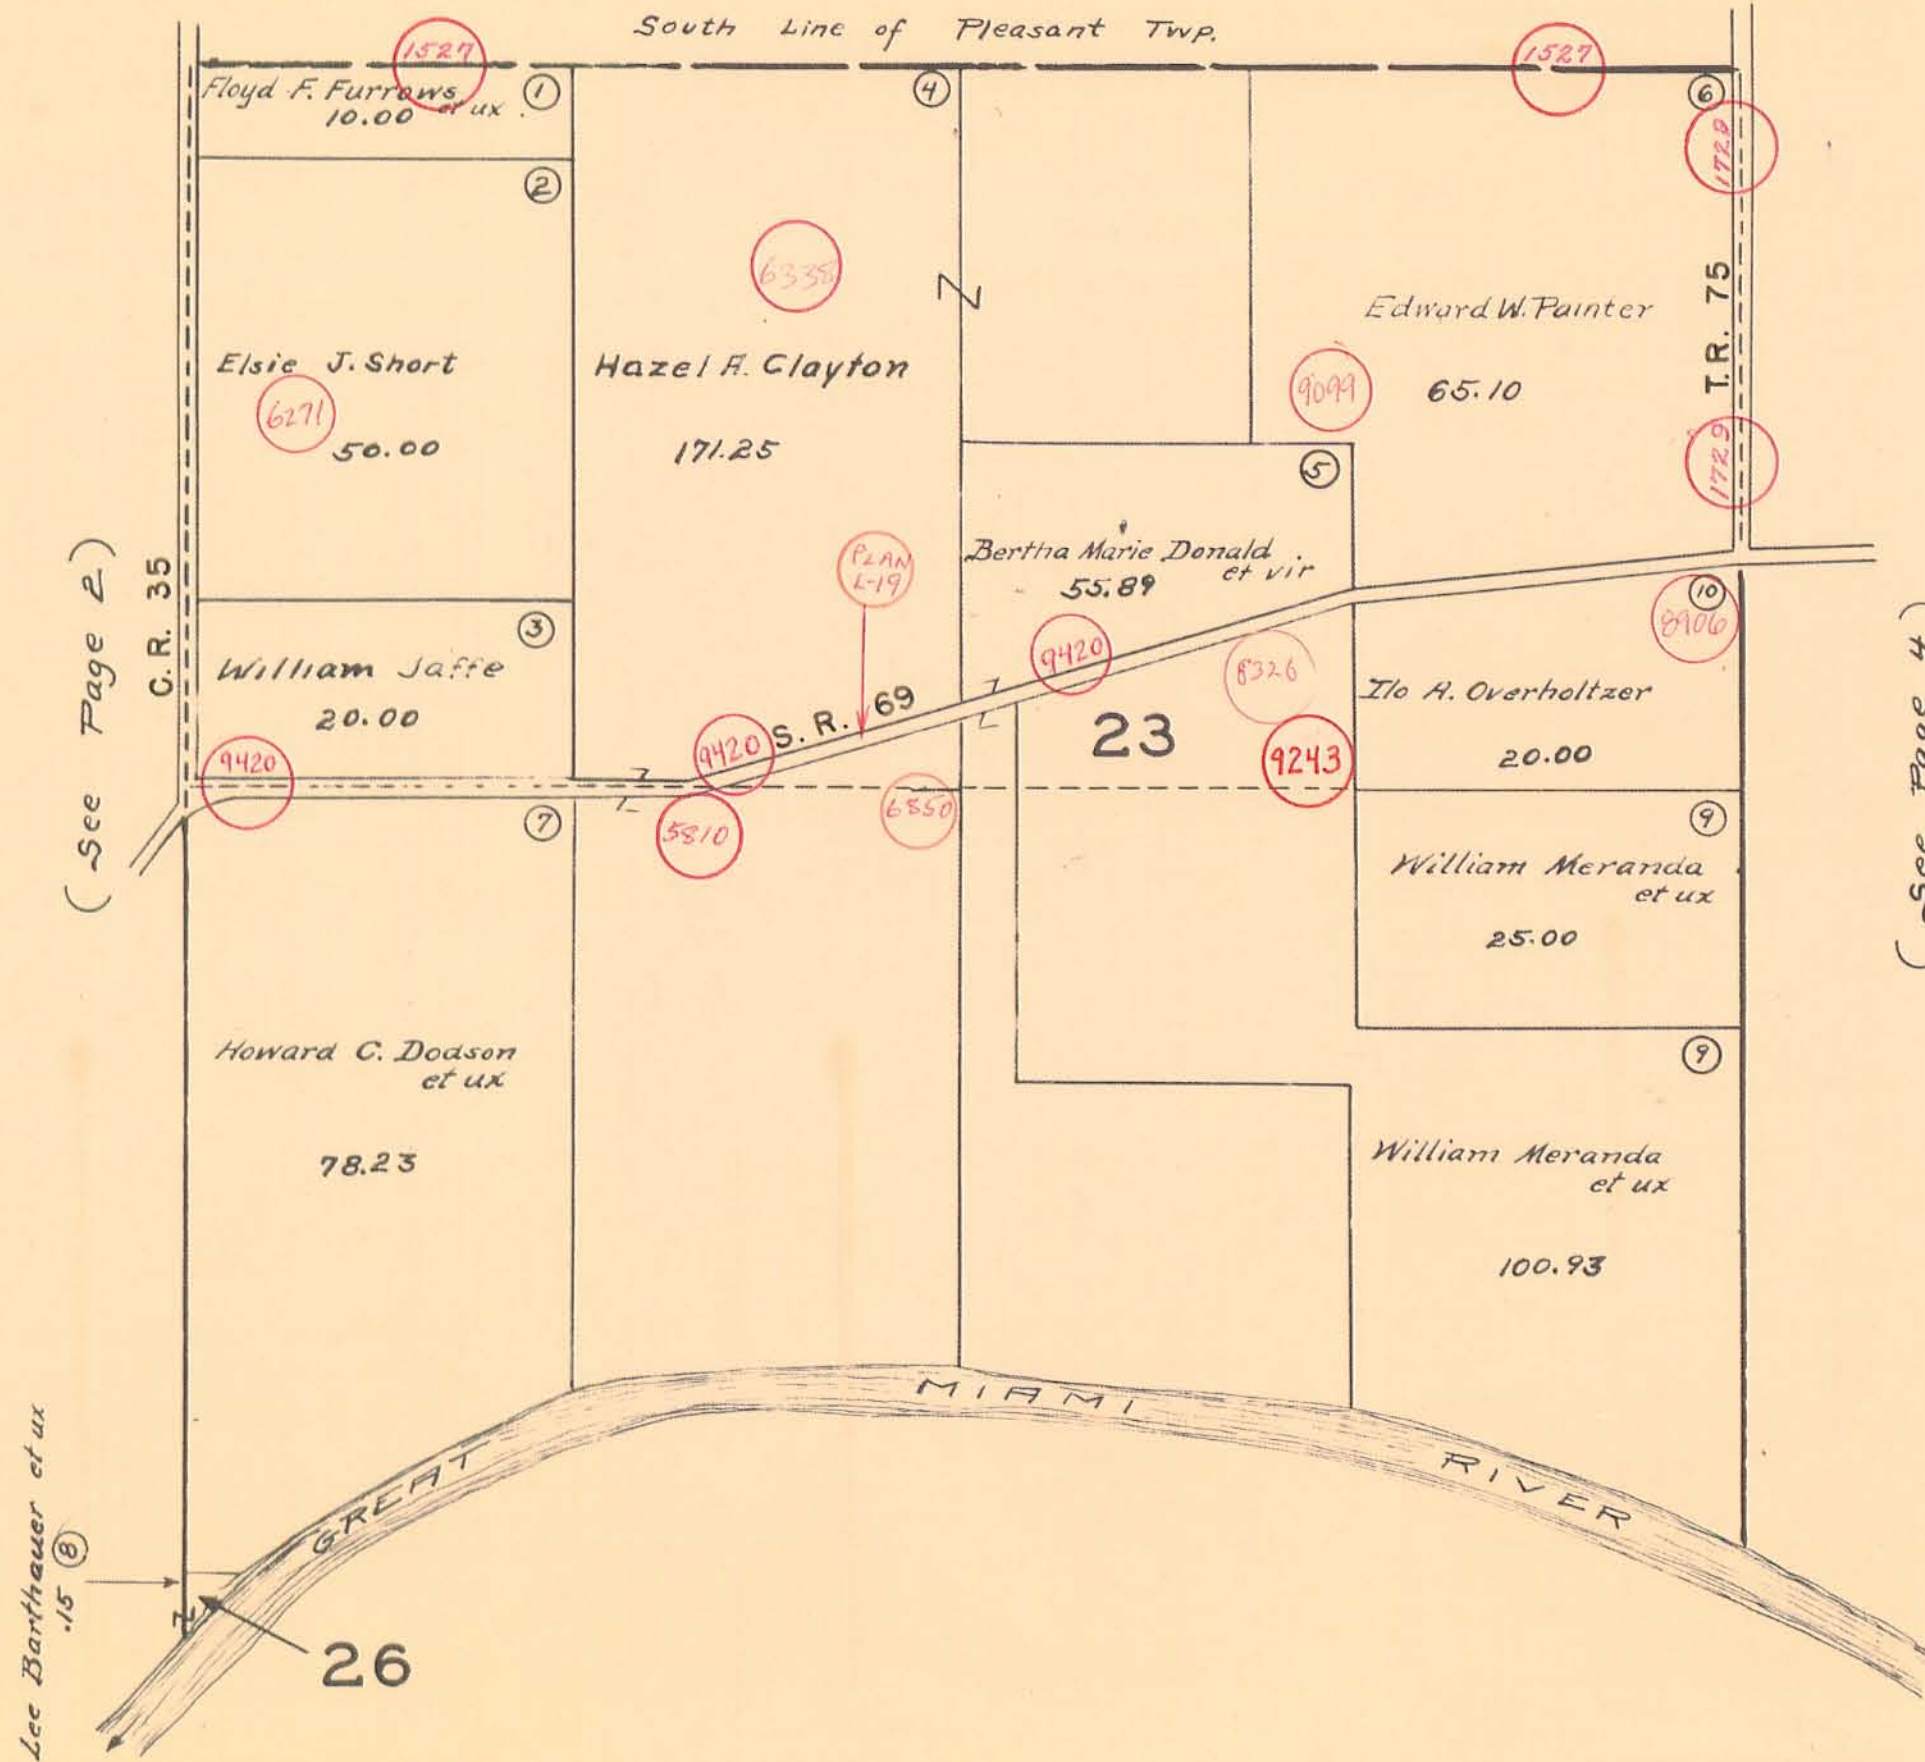 South Line of Pleasant Twp.
1527
1527
Floyd F. Furrows
et ux
10.00
1
4
6
1729
2
6338
Elsie J. Short
6271
50.00
Hazel A. Clayton
171.25
Edward W. Painter
9099
65.10
T.R. 75
1729
5
C.R. 35
(See Page 2)
PLAN
L-19
Bertha Marie Donald
et vir
55.89
3
William Jaffe
20.00
9420
9420
9420
S. R. 69
8326
23
9243
10
8906
Ilo A. Overholtzer
20.00
(See Page 4)
7
5810
6850
9
William Meranda
et ux
25.00
Howard C. Dodson
et ux
78.23
9
William Meranda
et ux
100.93
GREAT MIAMI RIVER
Lee Barthauer et ux
.15 8
26